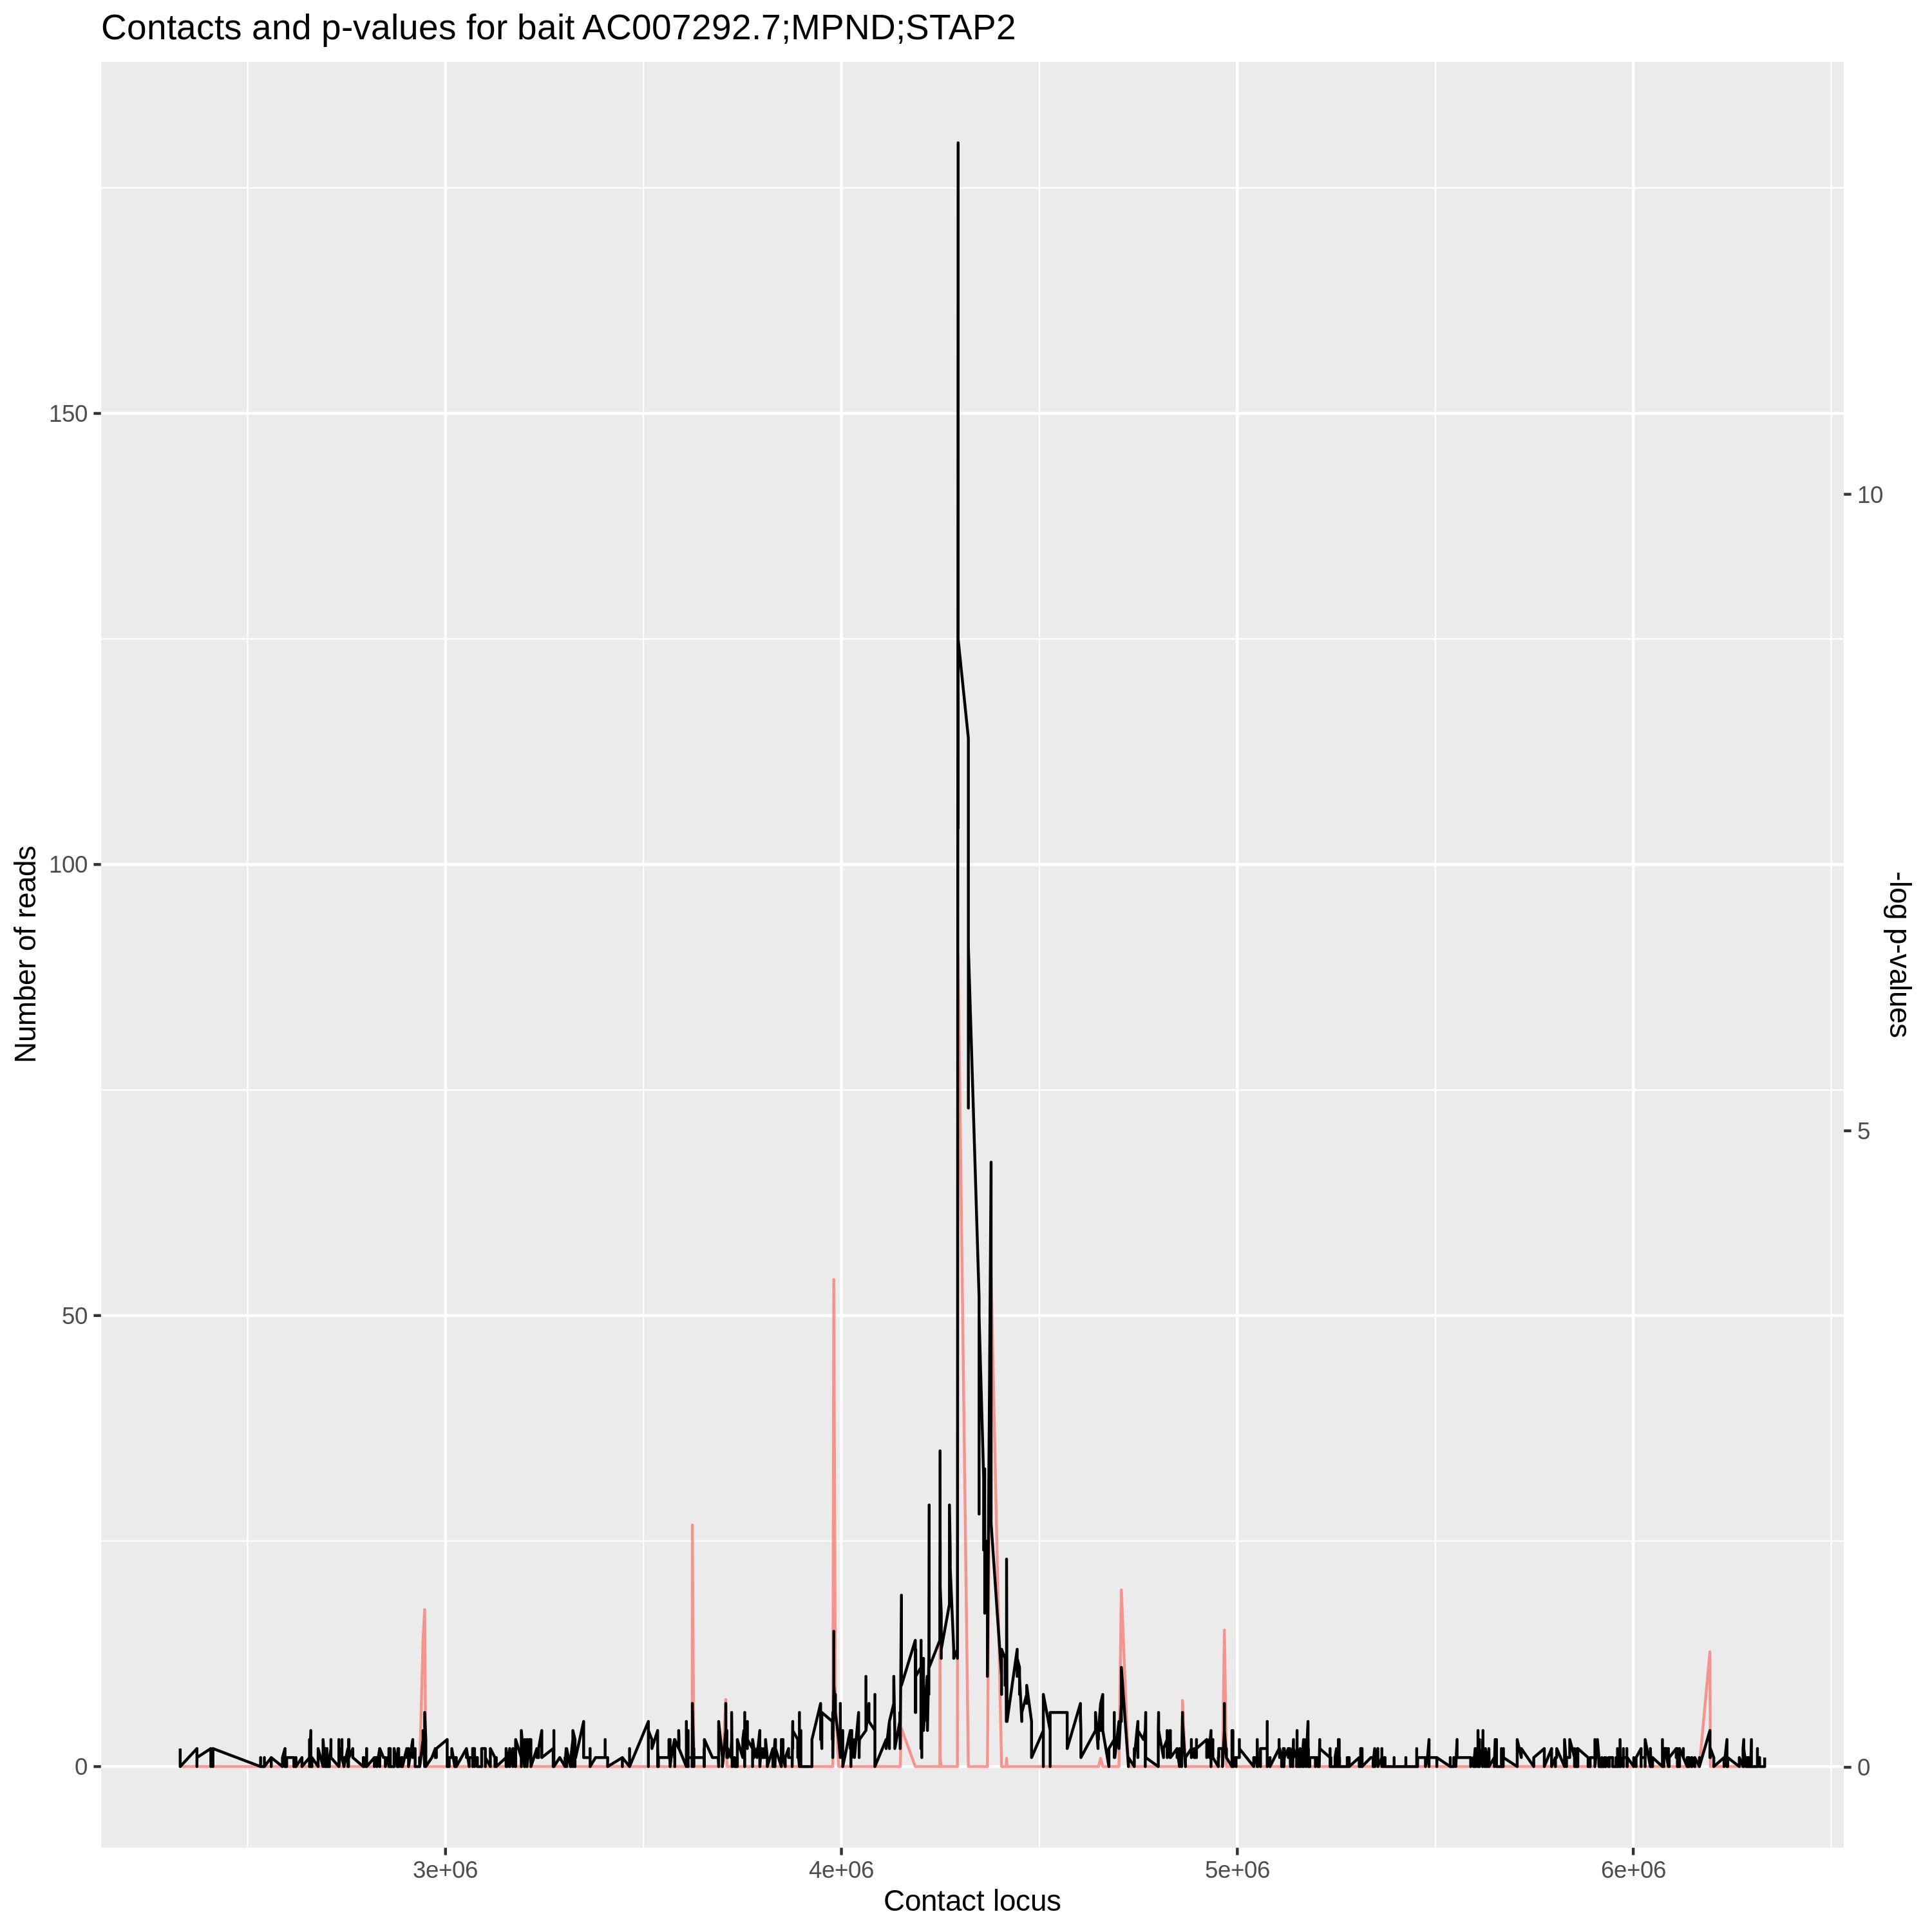 Contacts and p-values for bait AC007292.7;MPND;STAP2
150
100
50
0
10
5
0
Number of reads
-log p-values
3e+06
4e+06
5e+06
6e+06
Contact locus